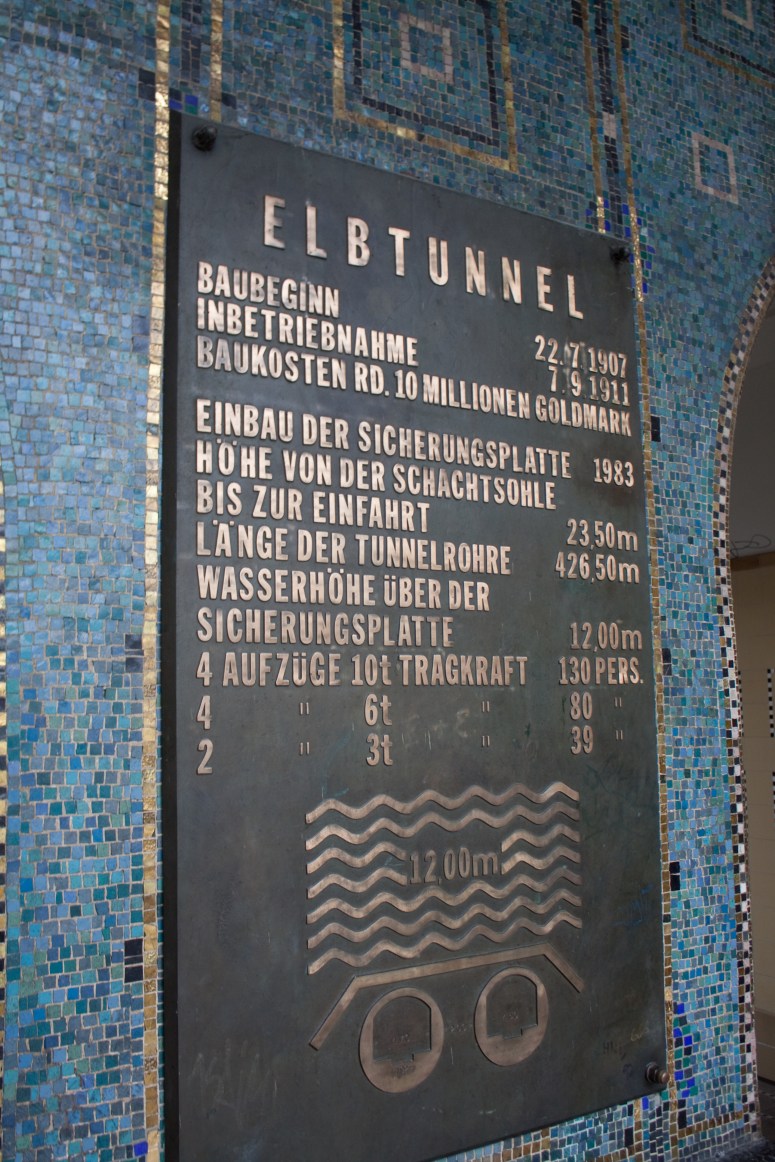 ELBTUNNEL
BAUBEGINN 22.7.1907
INBETRIEBNAHME 7.9.1911
BAUKOSTEN RD. 10 MILLIONEN GOLDMARK
EINBAU DER SICHERUNGSPLATTE 1983
HÖHE VON DER SCHACHTSOHLE
BIS ZUR EINFAHRT 23,50m
LÄNGE DER TUNNELROHRE 426,50m
WASSERHÖHE ÜBER DER
SICHERUNGSPLATTE 12,00m
4 AUFZÜGE 10t TRAGKRAFT 130 PERS.
4 " 6t " 80 "
2 " 3t " 39 "
12,00m